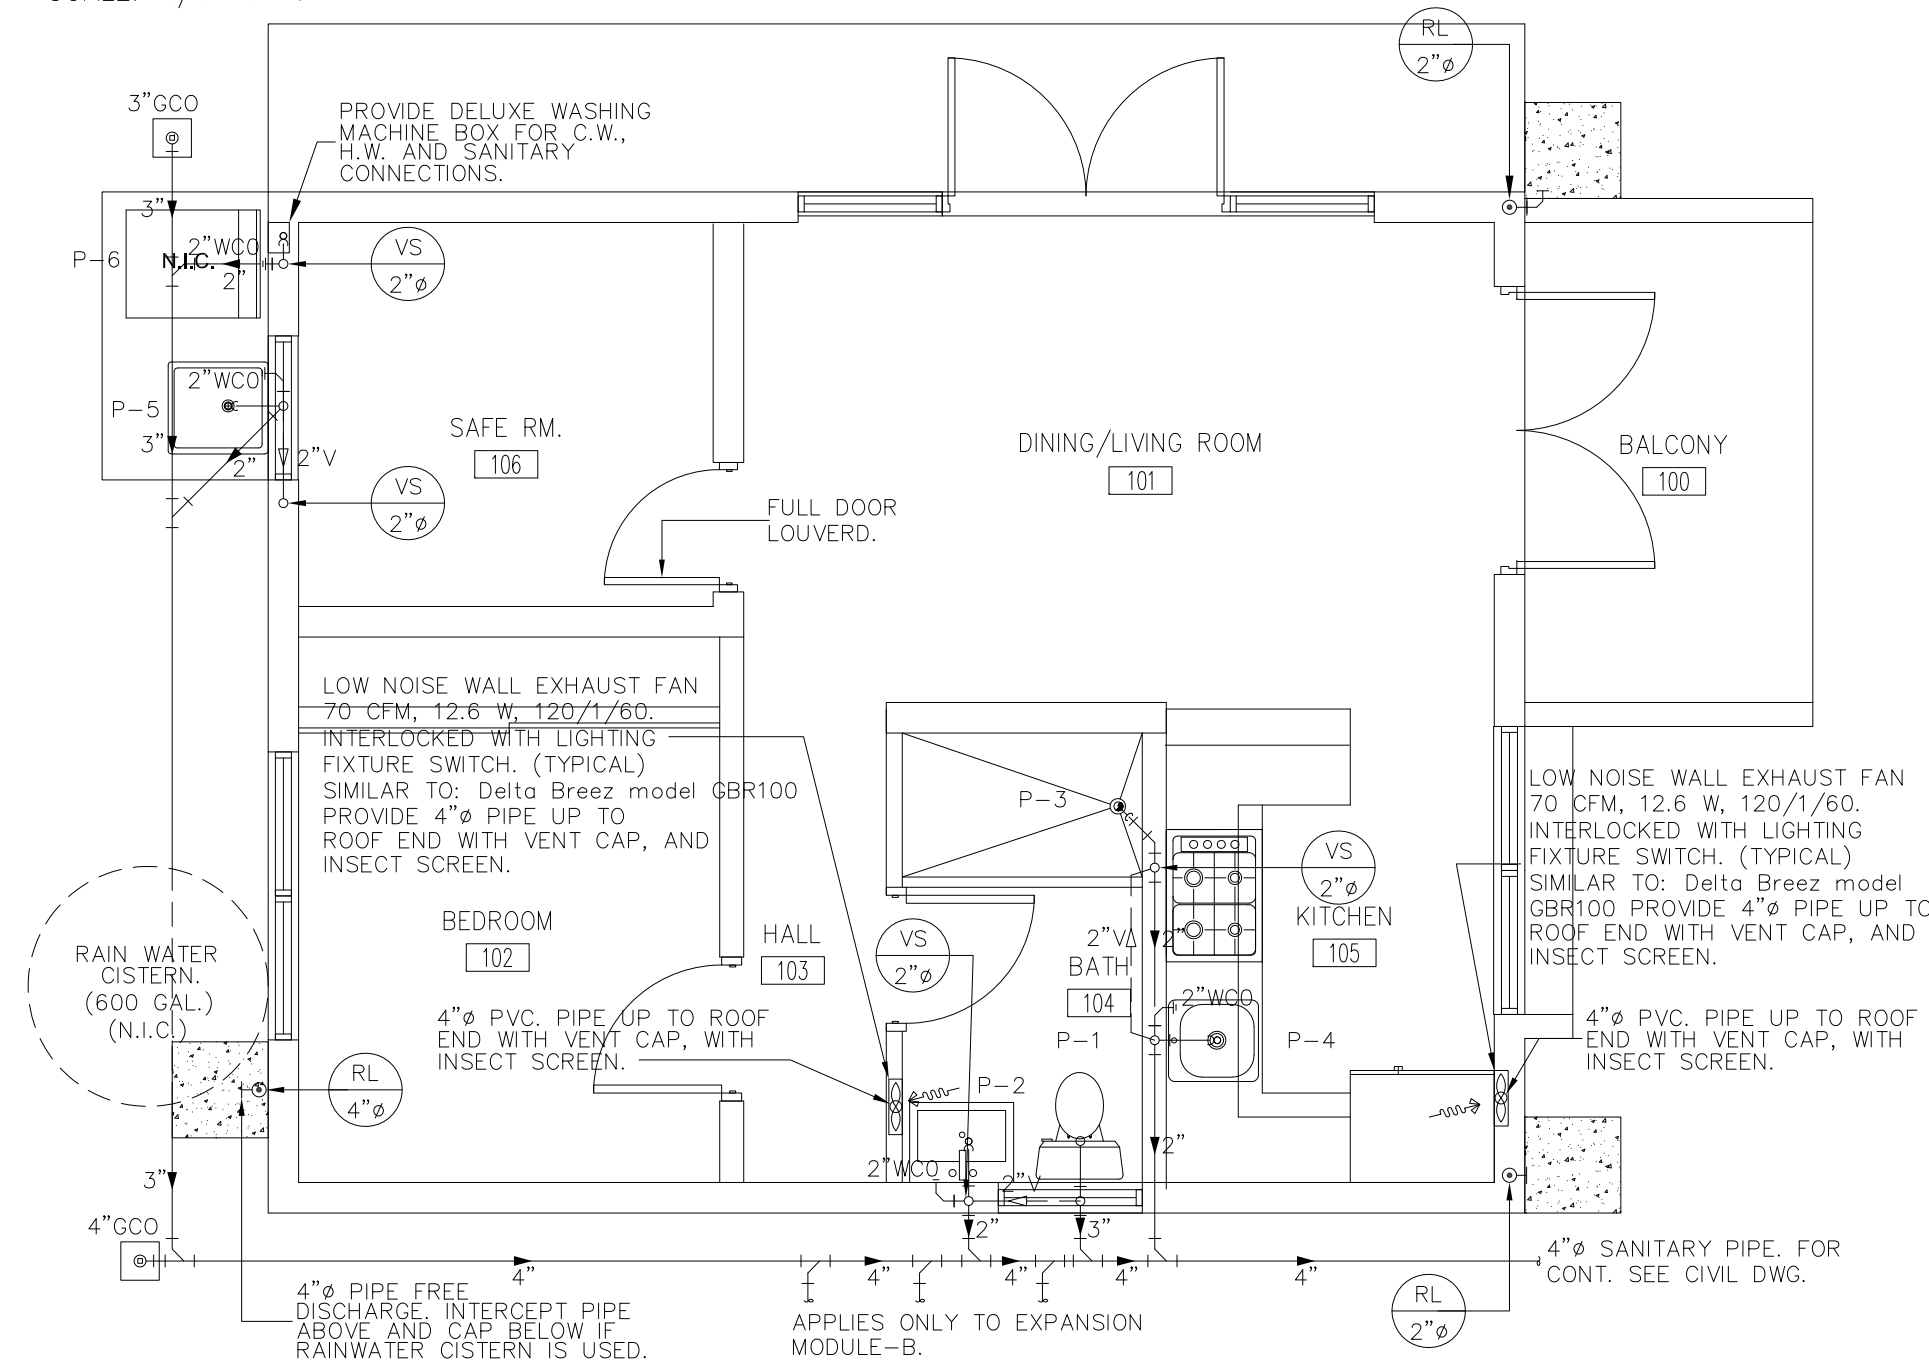 RL
2"ø
3"GCO
PROVIDE DELUXE WASHING
MACHINE BOX FOR C.W.,
H.W. AND SANITARY
CONNECTIONS.
3"
P-6
N.I.C.
2"WCO
2"
VS
2"ø
2"WCO
P-5
3"
2"
2"V
VS
2"ø
SAFE RM.
106
FULL DOOR
LOUVERD.
DINING/LIVING ROOM
101
BALCONY
100
LOW NOISE WALL EXHAUST FAN
70 CFM, 12.6 W, 120/1/60.
INTERLOCKED WITH LIGHTING
FIXTURE SWITCH. (TYPICAL)
SIMILAR TO: Delta Breez model GBR100
PROVIDE 4"ø PIPE UP TO
ROOF END WITH VENT CAP, AND
INSECT SCREEN.
P-3
VS
2"ø
LOW NOISE WALL EXHAUST FAN
70 CFM, 12.6 W, 120/1/60.
INTERLOCKED WITH LIGHTING
FIXTURE SWITCH. (TYPICAL)
SIMILAR TO: Delta Breez model
GBR100 PROVIDE 4"ø PIPE UP TO
ROOF END WITH VENT CAP, AND
INSECT SCREEN.
RAIN WATER
CISTERN.
(600 GAL.)
(N.I.C.)
BEDROOM
102
HALL
103
VS
2"ø
2"V
2"
BATH
104
KITCHEN
105
2"WCO
P-1
P-4
4"ø PVC. PIPE UP TO ROOF
END WITH VENT CAP, WITH
INSECT SCREEN.
4"ø PVC. PIPE UP TO ROOF
END WITH VENT CAP, WITH
INSECT SCREEN.
RL
4"ø
P-2
2"
3"
2"WCO
2"V
4"GCO
2"
3"
4"
4"
4"
4"
4"
4"ø SANITARY PIPE. FOR
CONT. SEE CIVIL DWG.
4"ø PIPE FREE
DISCHARGE. INTERCEPT PIPE
ABOVE AND CAP BELOW IF
RAINWATER CISTERN IS USED.
APPLIES ONLY TO EXPANSION
MODULE-B.
RL
2"ø